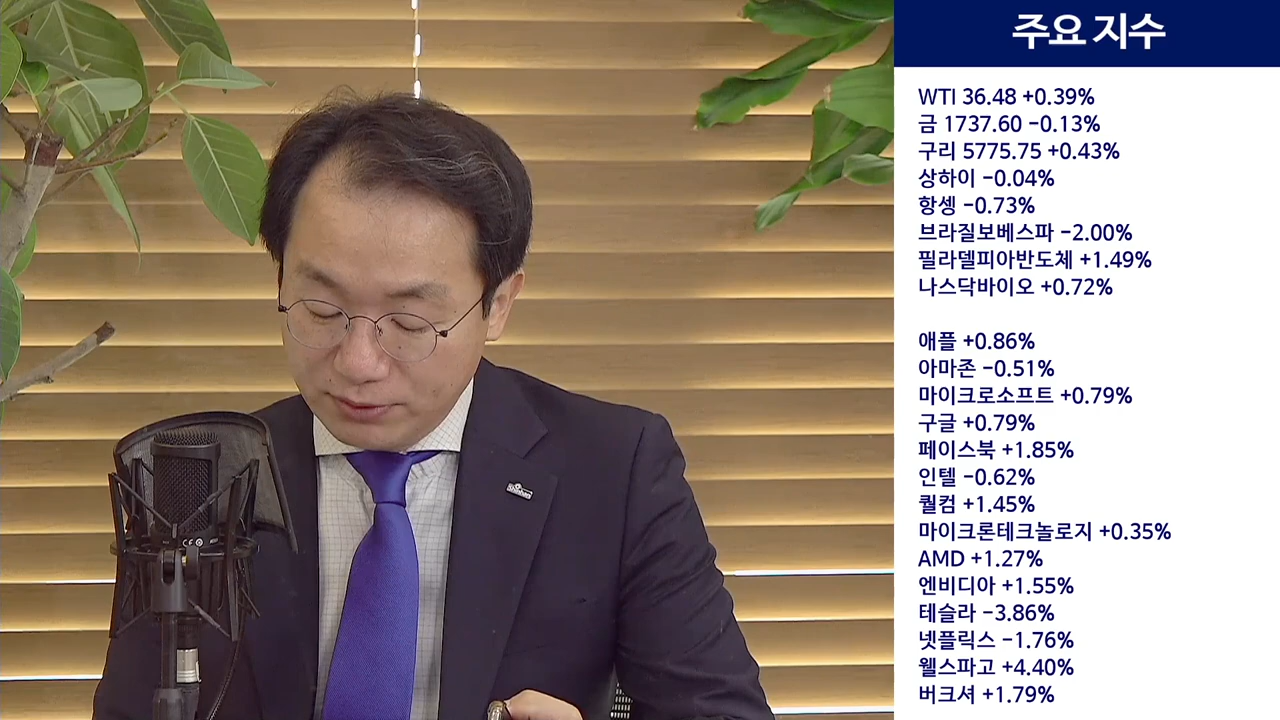 주요 지수
WTI 36.48 +0.39%
금 1737.60 -0.13%
구리 5775.75 +0.43%
상하이 -0.04%
항셍 -0.73%
브라질보베스파 -2.00%
필라델피아반도체 +1.49%
나스닥바이오 +0.72%
애플 +0.86%
아마존 -0.51%
마이크로소프트 +0.79%
구글 +0.79%
페이스북 +1.85%
인텔 -0.62%
퀄컴 +1.45%
마이크론테크놀로지 +0.35%
AMD +1.27%
엔비디아 +1.55%
테슬라 -3.86%
넷플릭스 -1.76%
웰스파고 +4.40%
버크셔 +1.79%
Shinhan